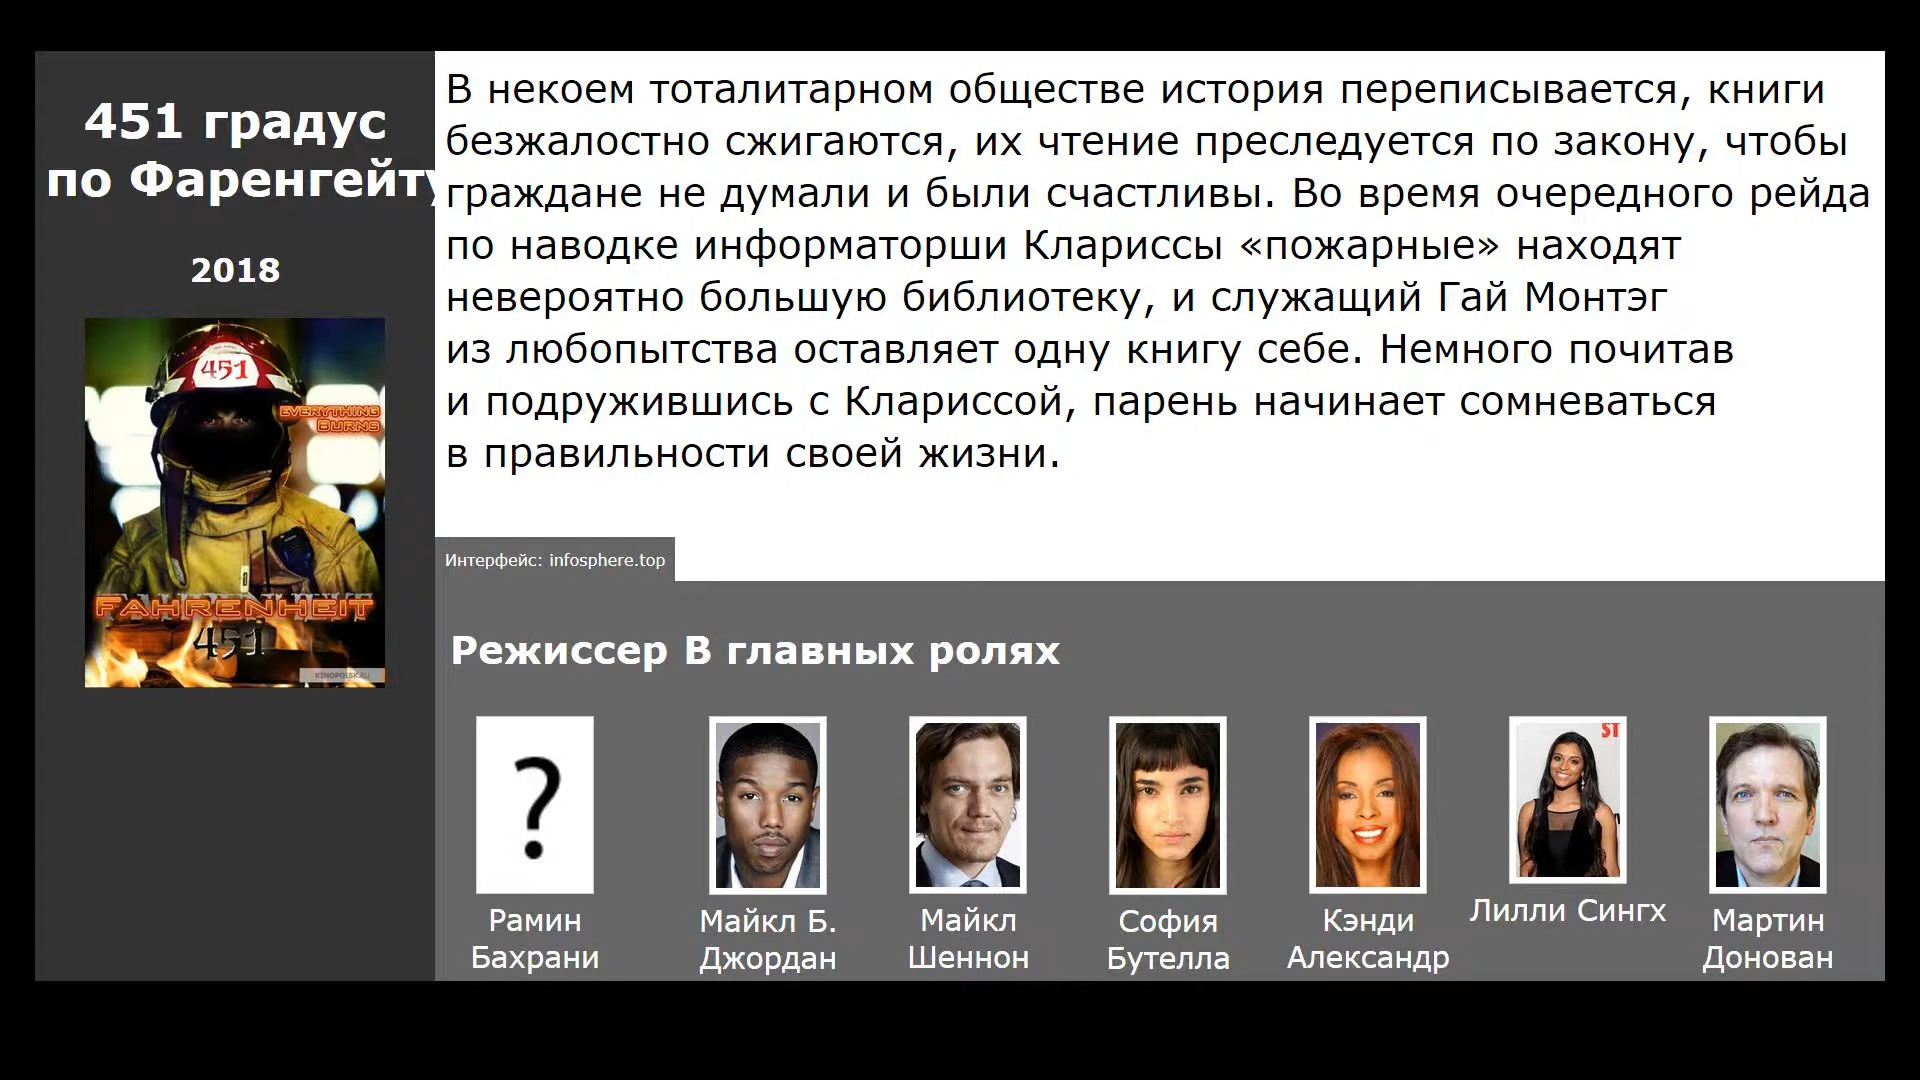 451 градус
по Фаренгейту
2018
451
EVERYTHING
BURNS
FAHRENHEIT
451
KINOPOISK.RU
В некоем тоталитарном обществе история переписывается, книги
безжалостно сжигаются, их чтение преследуется по закону, чтобы
граждане не думали и были счастливы. Во время очередного рейда
по наводке информаторши Клариссы «пожарные» находят
невероятно большую библиотеку, и служащий Гай Монтэг
из любопытства оставляет одну книгу себе. Немного почитав
и подружившись с Клариссой, парень начинает сомневаться
в правильности своей жизни.
Интерфейс: infosphere.top
Режиссер В главных ролях
?
ST
Рамин
Бахрани
Майкл Б.
Джордан
Майкл
Шеннон
София
Бутелла
Кэнди
Александр
Лилли Сингх
Мартин
Донован